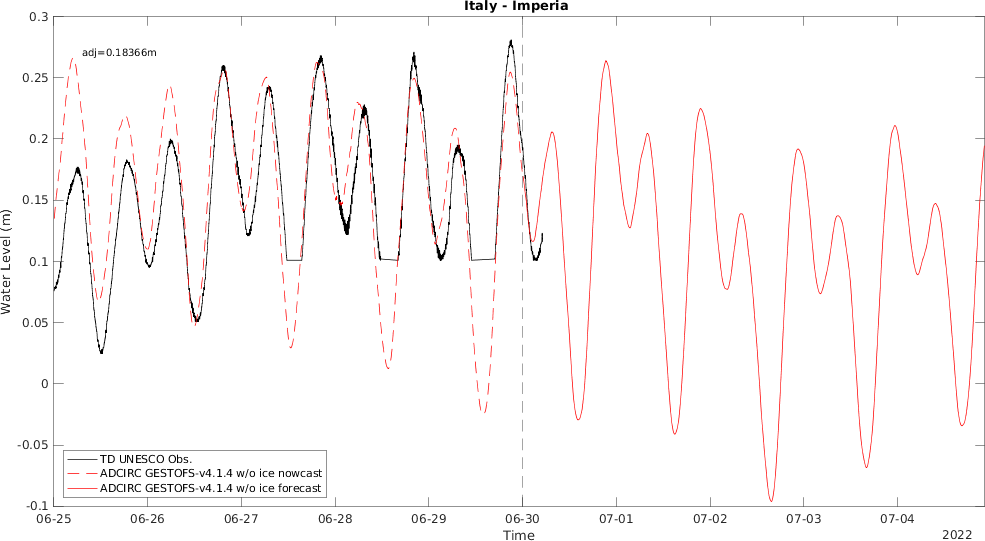 Italy - Imperia
adj=0.18366m
0.3
0.25
0.2
0.15
0.1
0.05
0
-0.05
-0.1
Water Level (m)
TD UNESCO Obs.
ADCIRC GESTOFS-v4.1.4 w/o ice nowcast
ADCIRC GESTOFS-v4.1.4 w/o ice forecast
06-25 06-26 06-27 06-28 06-29 06-30 07-01 07-02 07-03 07-04
Time
2022